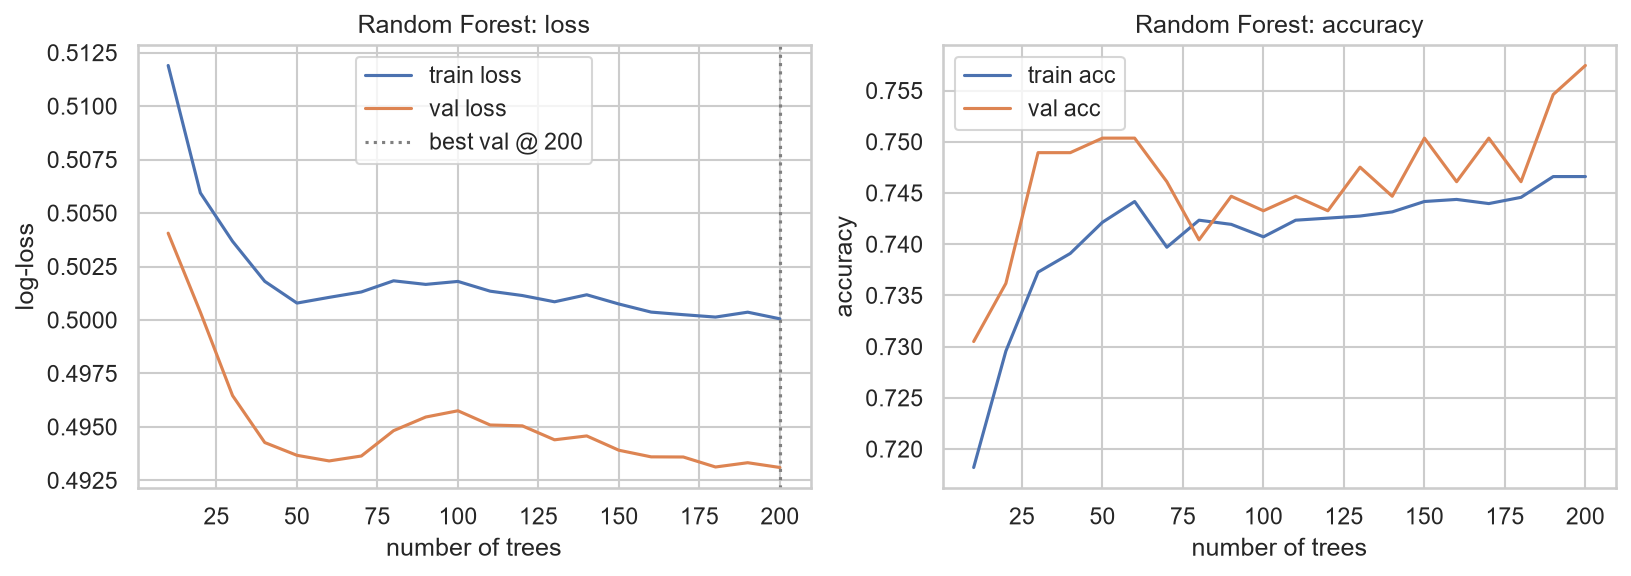 Random Forest: loss
0.5125
0.5100
0.5075
0.5050
0.5025
0.5000
0.4975
0.4950
0.4925
log-loss
train loss
val loss
best val @ 200
25 50 75 100 125 150 175 200
number of trees
Random Forest: accuracy
0.755
0.750
0.745
0.740
0.735
0.730
0.725
0.720
accuracy
train acc
val acc
25 50 75 100 125 150 175 200
number of trees